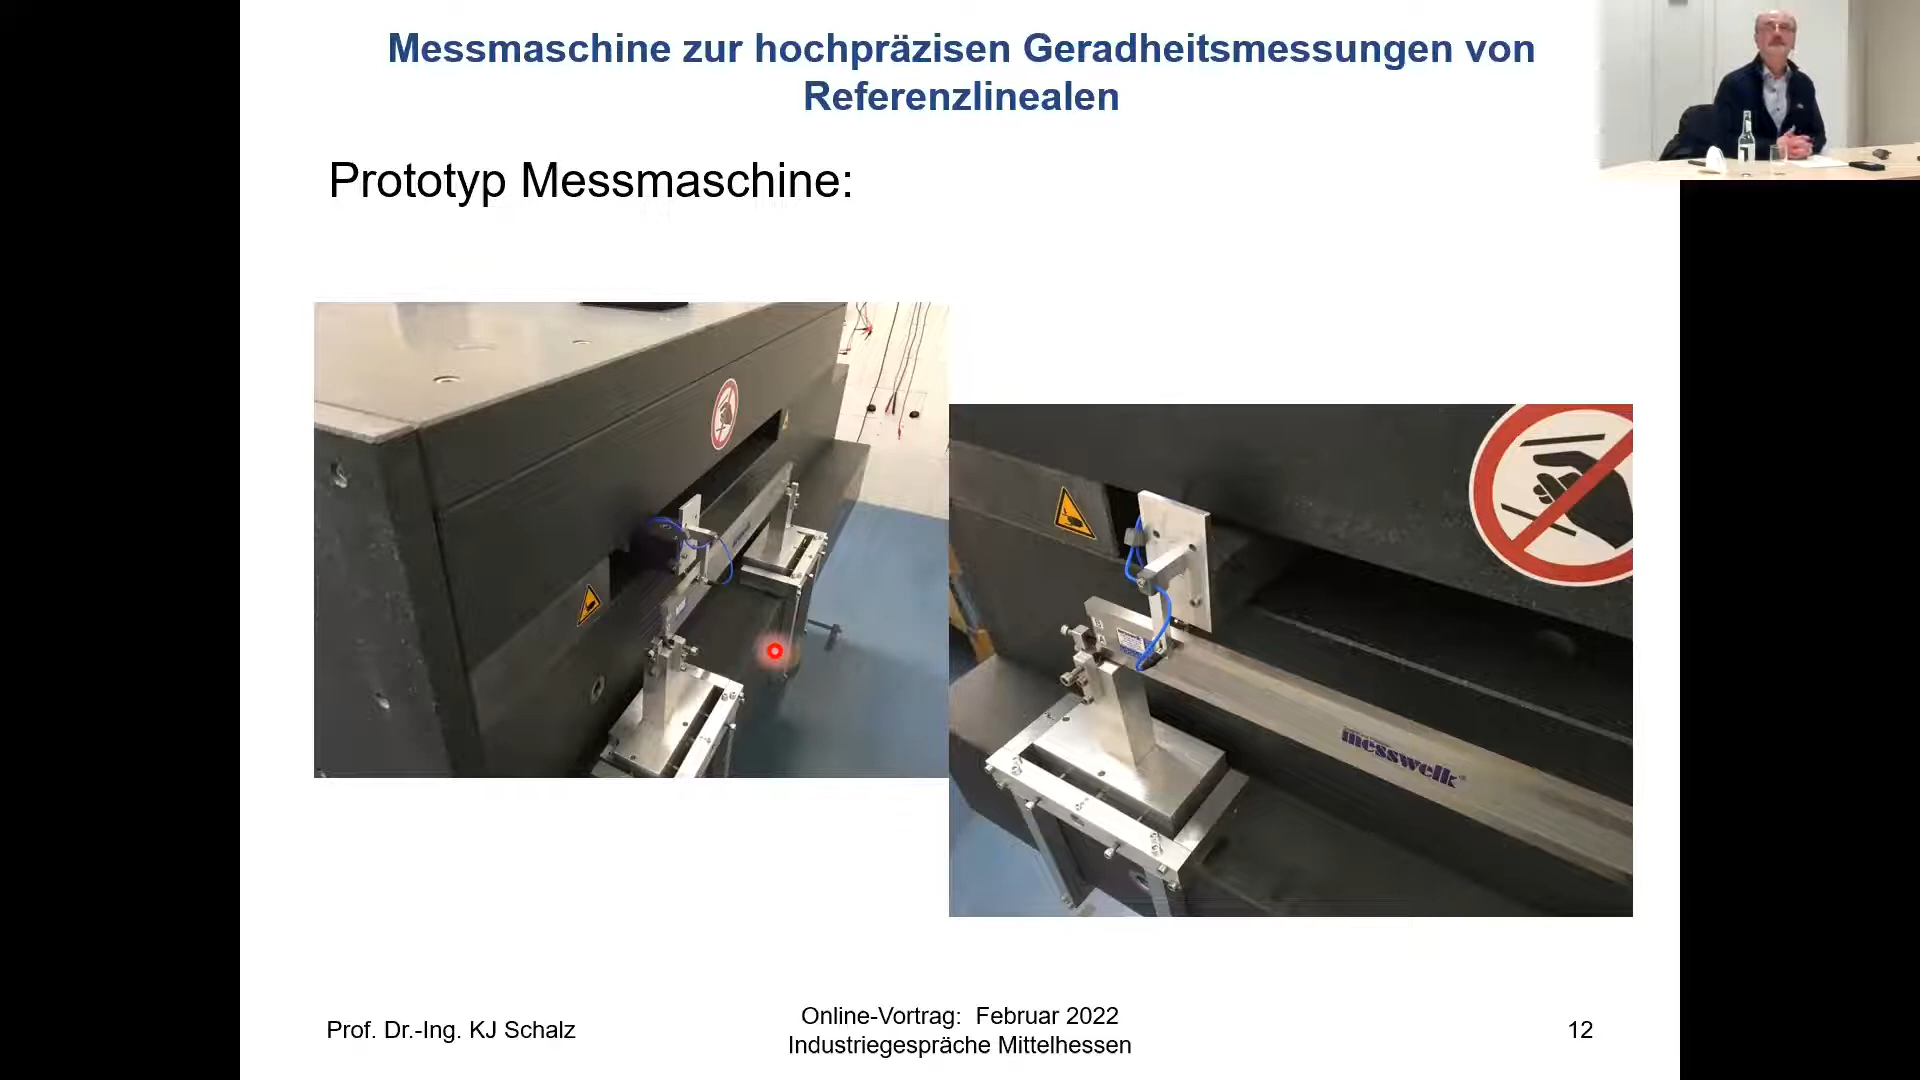 Messmaschine zur hochpräzisen Geradheitsmessungen von
Referenzlinealen
Prototyp Messmaschine:
messwelk
Prof. Dr.-Ing. KJ Schalz
Online-Vortrag: Februar 2022
Industriegespräche Mittelhessen
12